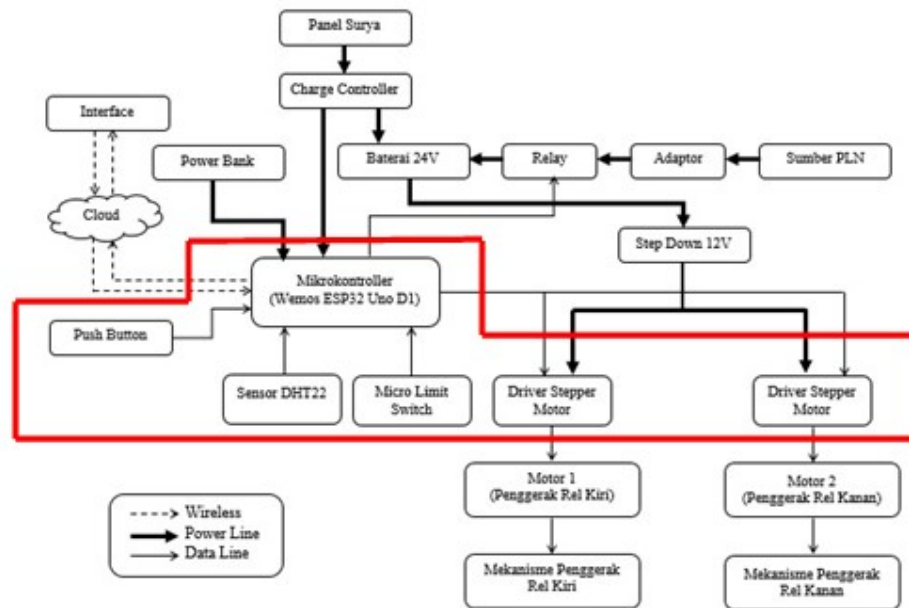 Panel Surya
Charge Controller
Interface
Power Bank
Baterai 24V
Relay
Adaptor
Sumber PLN
Cloud
Step Down 12V
Mikrokontroller
(Wemos ESP32 Uno D1)
Push Button
Sensor DHT22
Micro Limit
Switch
Driver Stepper
Motor
Driver Stepper
Motor
Motor 1
(Penggerak Rel Kiri)
Motor 2
(Penggerak Rel Kanan)
Wireless
Power Line
Data Line
Mekanisme Penggerak
Rel Kiri
Mekanisme Penggerak
Rel Kanan